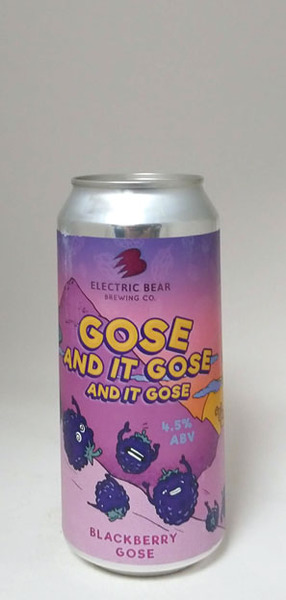 ELECTRIC BEAR
BREWING CO.
GOSE
AND IT GOSE
AND IT GOSE
4.5%
ABV
BLACKBERRY
GOSE